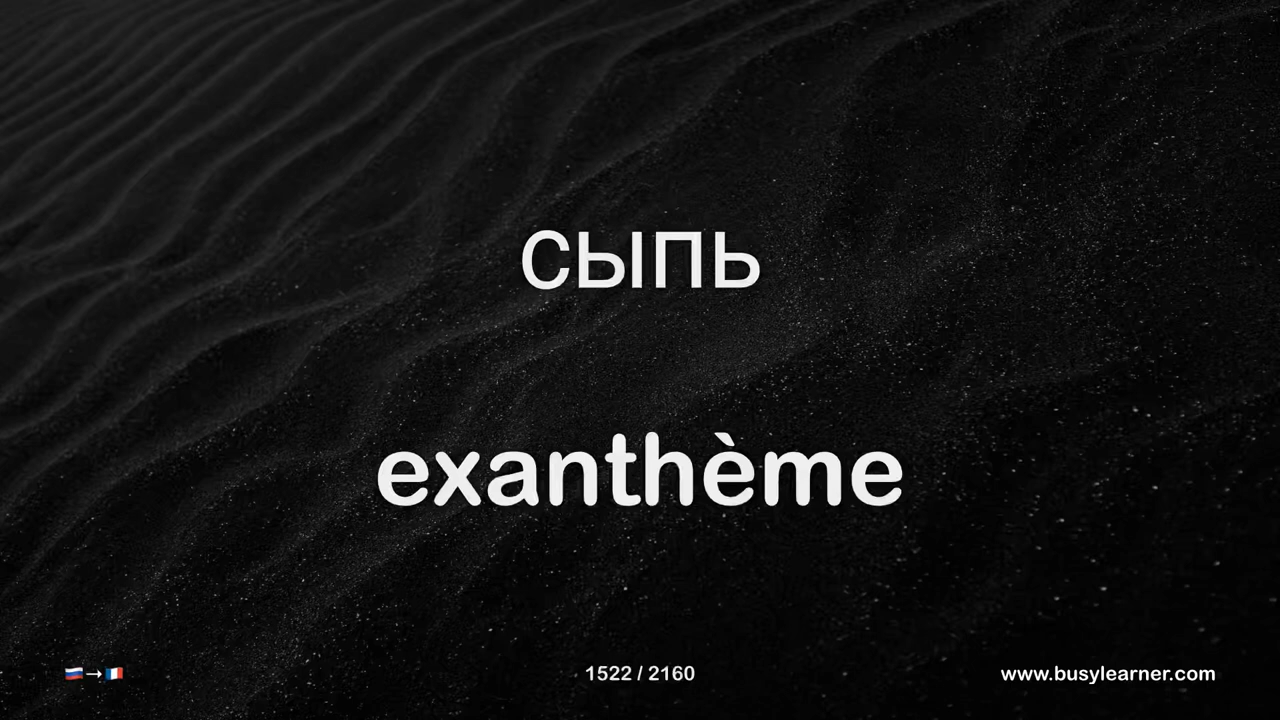 сыпь
exanthème
🇷🇺→🇫🇷
1522 / 2160
www.busylearner.com